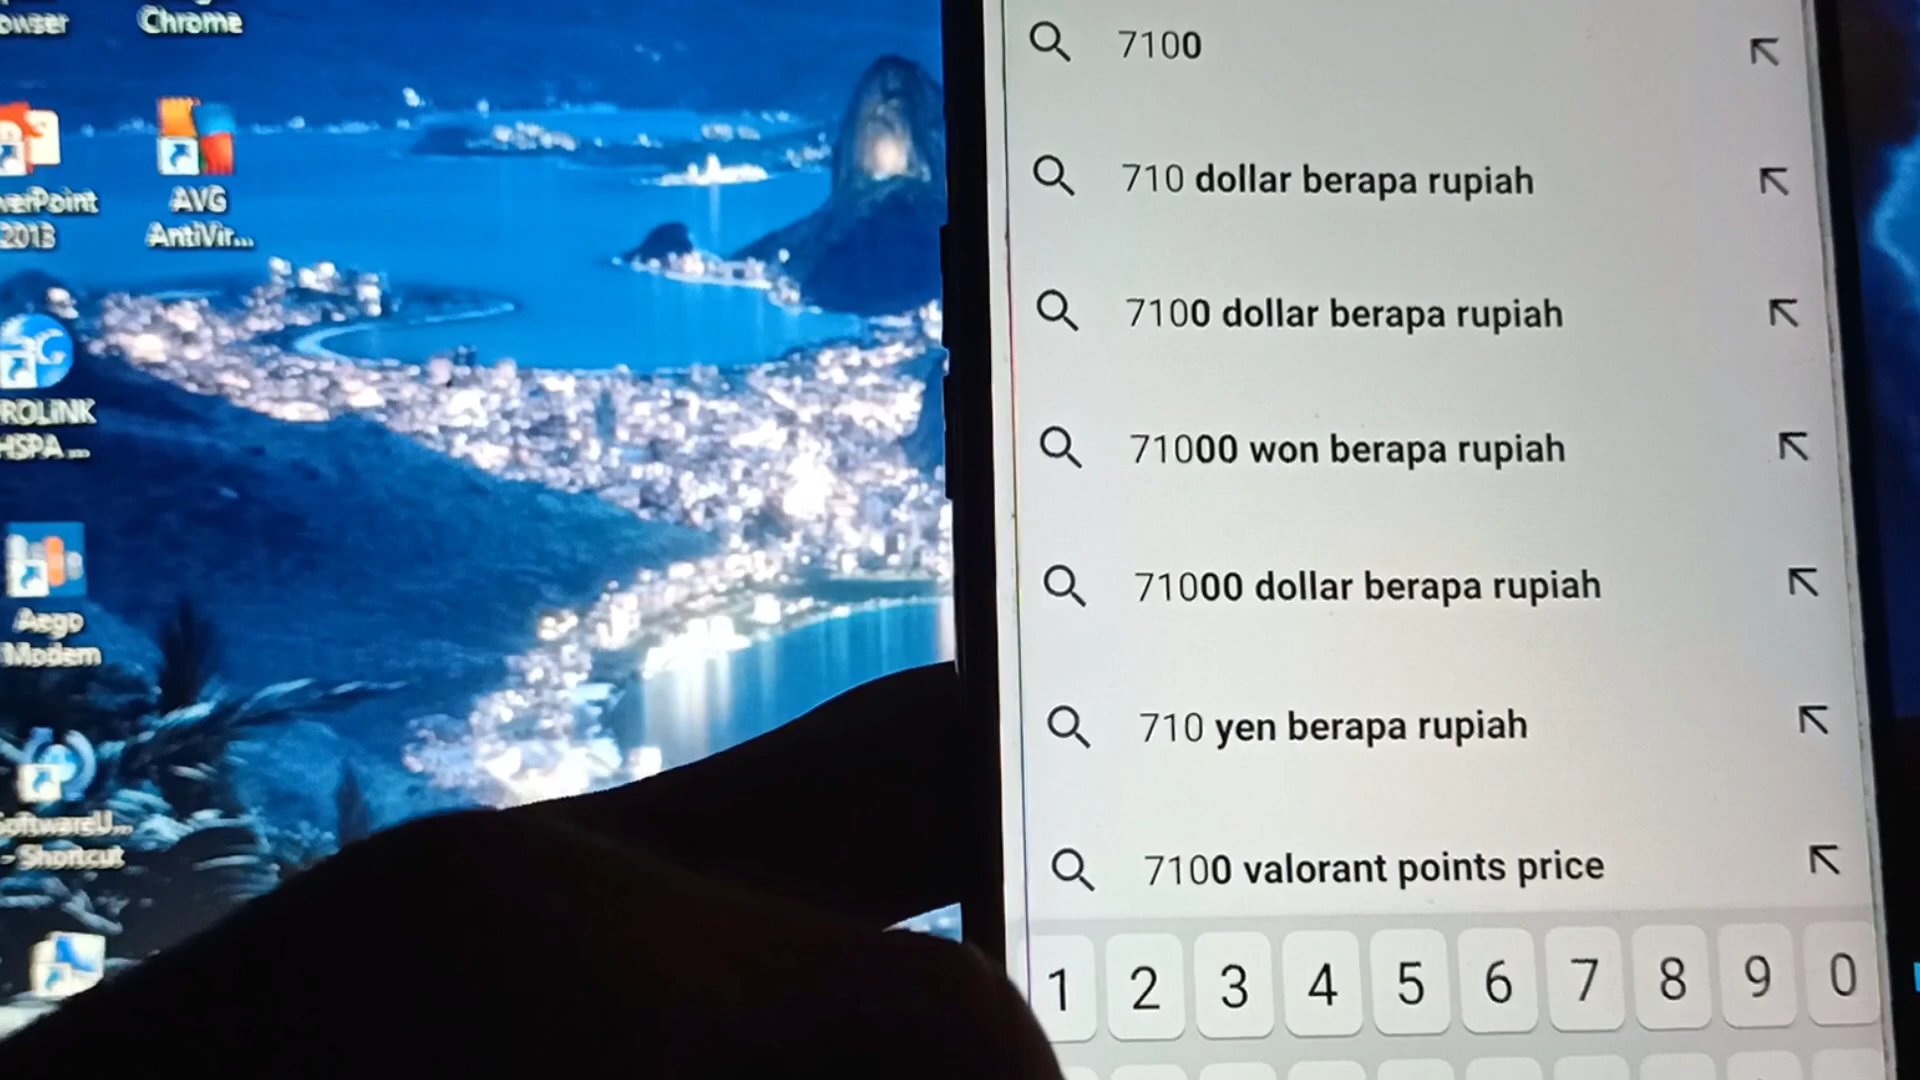 owser
Chrome
verPoint
2013
AVG
AntiVir...
ROLiNK
HSPA ...
Aego
Modem
SoftwareU...
- Shortcut
7100
710 dollar berapa rupiah
7100 dollar berapa rupiah
71000 won berapa rupiah
71000 dollar berapa rupiah
710 yen berapa rupiah
7100 valorant points price
1 2 3 4 5 6 7 8 9 0